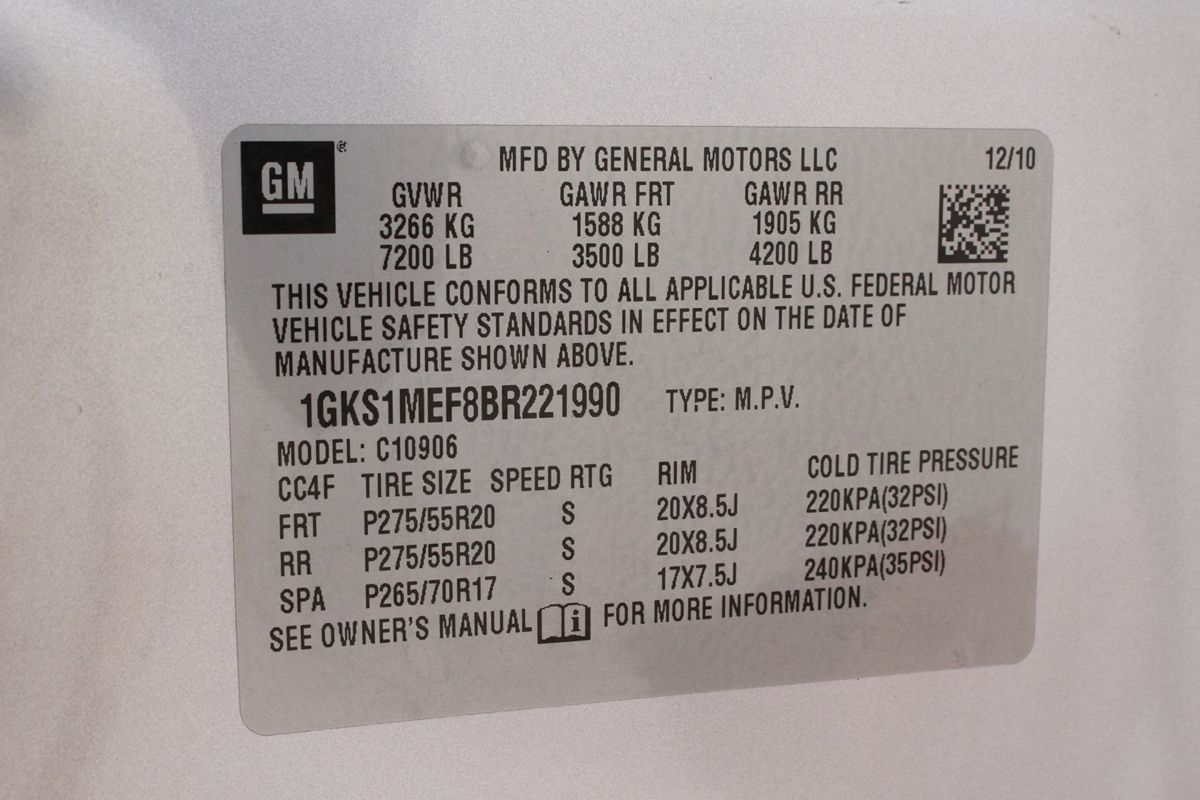 GM®
MFD BY GENERAL MOTORS LLC 12/10
GVWR GAWR FRT GAWR RR
3266 KG 1588 KG 1905 KG
7200 LB 3500 LB 4200 LB
THIS VEHICLE CONFORMS TO ALL APPLICABLE U.S. FEDERAL MOTOR
VEHICLE SAFETY STANDARDS IN EFFECT ON THE DATE OF
MANUFACTURE SHOWN ABOVE.
1GKS1MEF8BR221990 TYPE: M.P.V.
MODEL: C10906
CC4F TIRE SIZE SPEED RTG RIM COLD TIRE PRESSURE
FRT P275/55R20 S 20X8.5J 220KPA(32PSI)
RR P275/55R20 S 20X8.5J 220KPA(32PSI)
SPA P265/70R17 S 17X7.5J 240KPA(35PSI)
SEE OWNER'S MANUAL i FOR MORE INFORMATION.